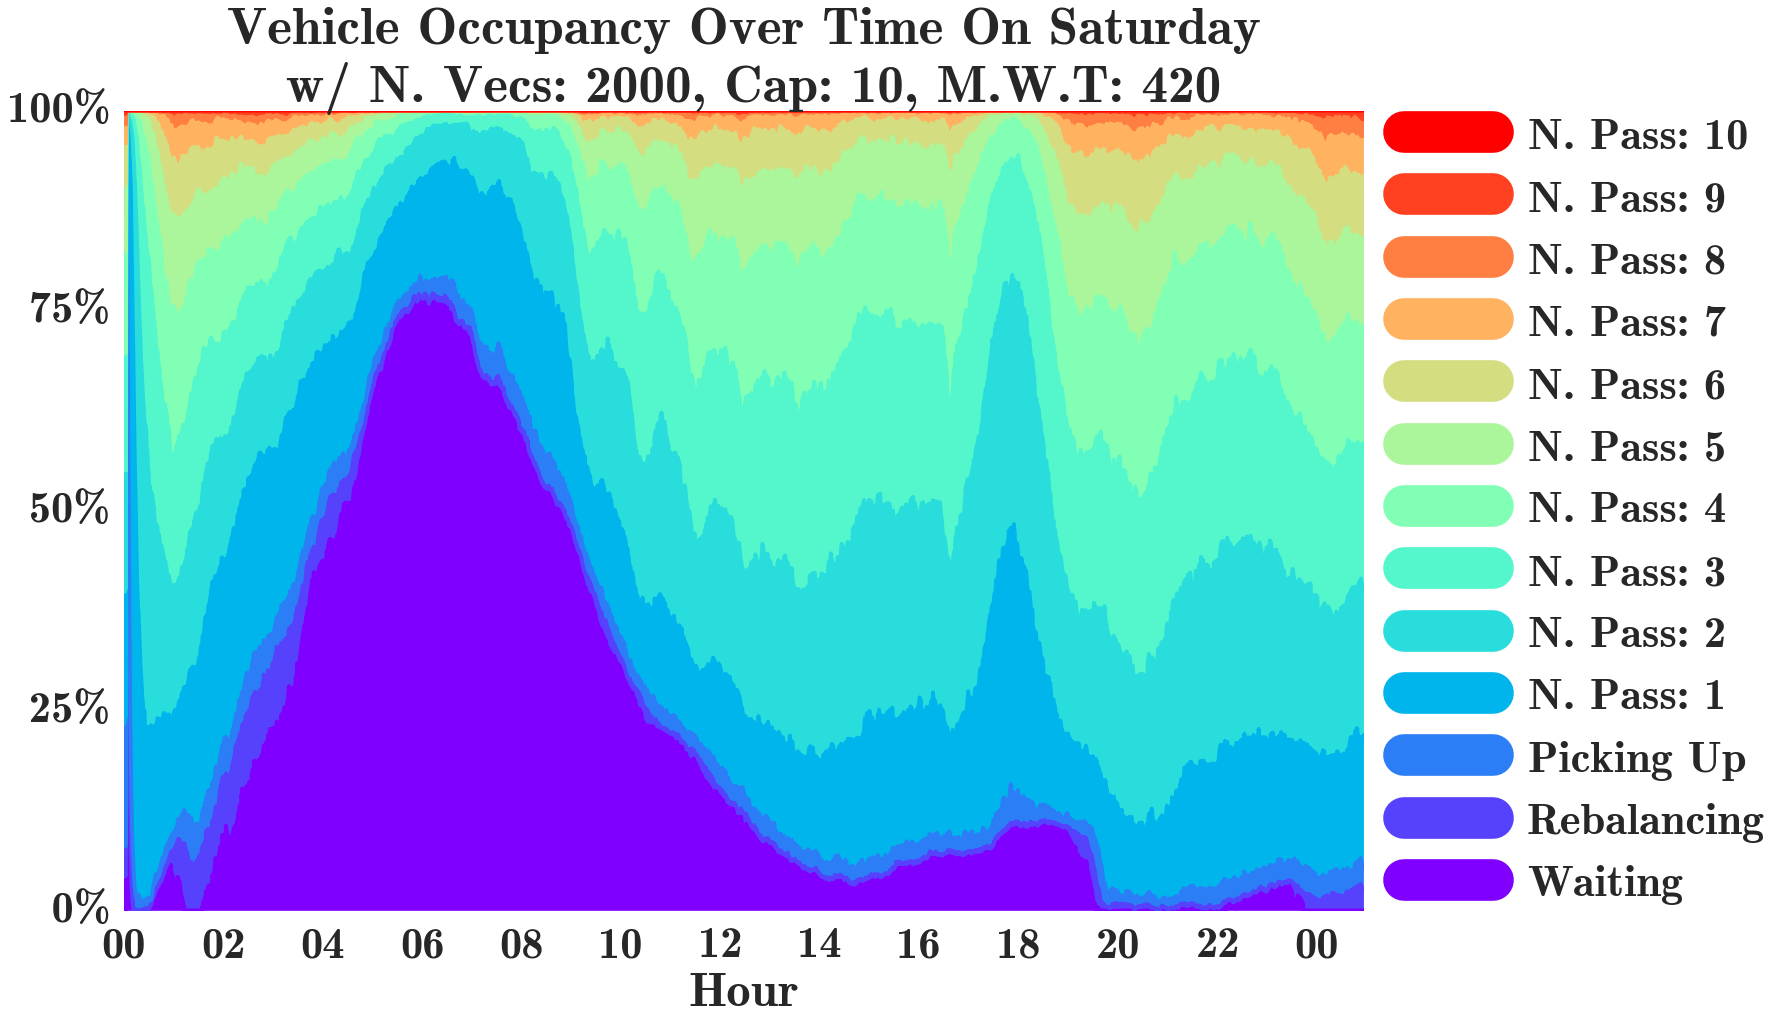 Vehicle Occupancy Over Time On Saturday
w/ N. Vecs: 2000, Cap: 10, M.W.T: 420
100%
75%
50%
25%
0%
00 02 04 06 08 10 12 14 16 18 20 22 00
Hour
N. Pass: 10
N. Pass: 9
N. Pass: 8
N. Pass: 7
N. Pass: 6
N. Pass: 5
N. Pass: 4
N. Pass: 3
N. Pass: 2
N. Pass: 1
Picking Up
Rebalancing
Waiting